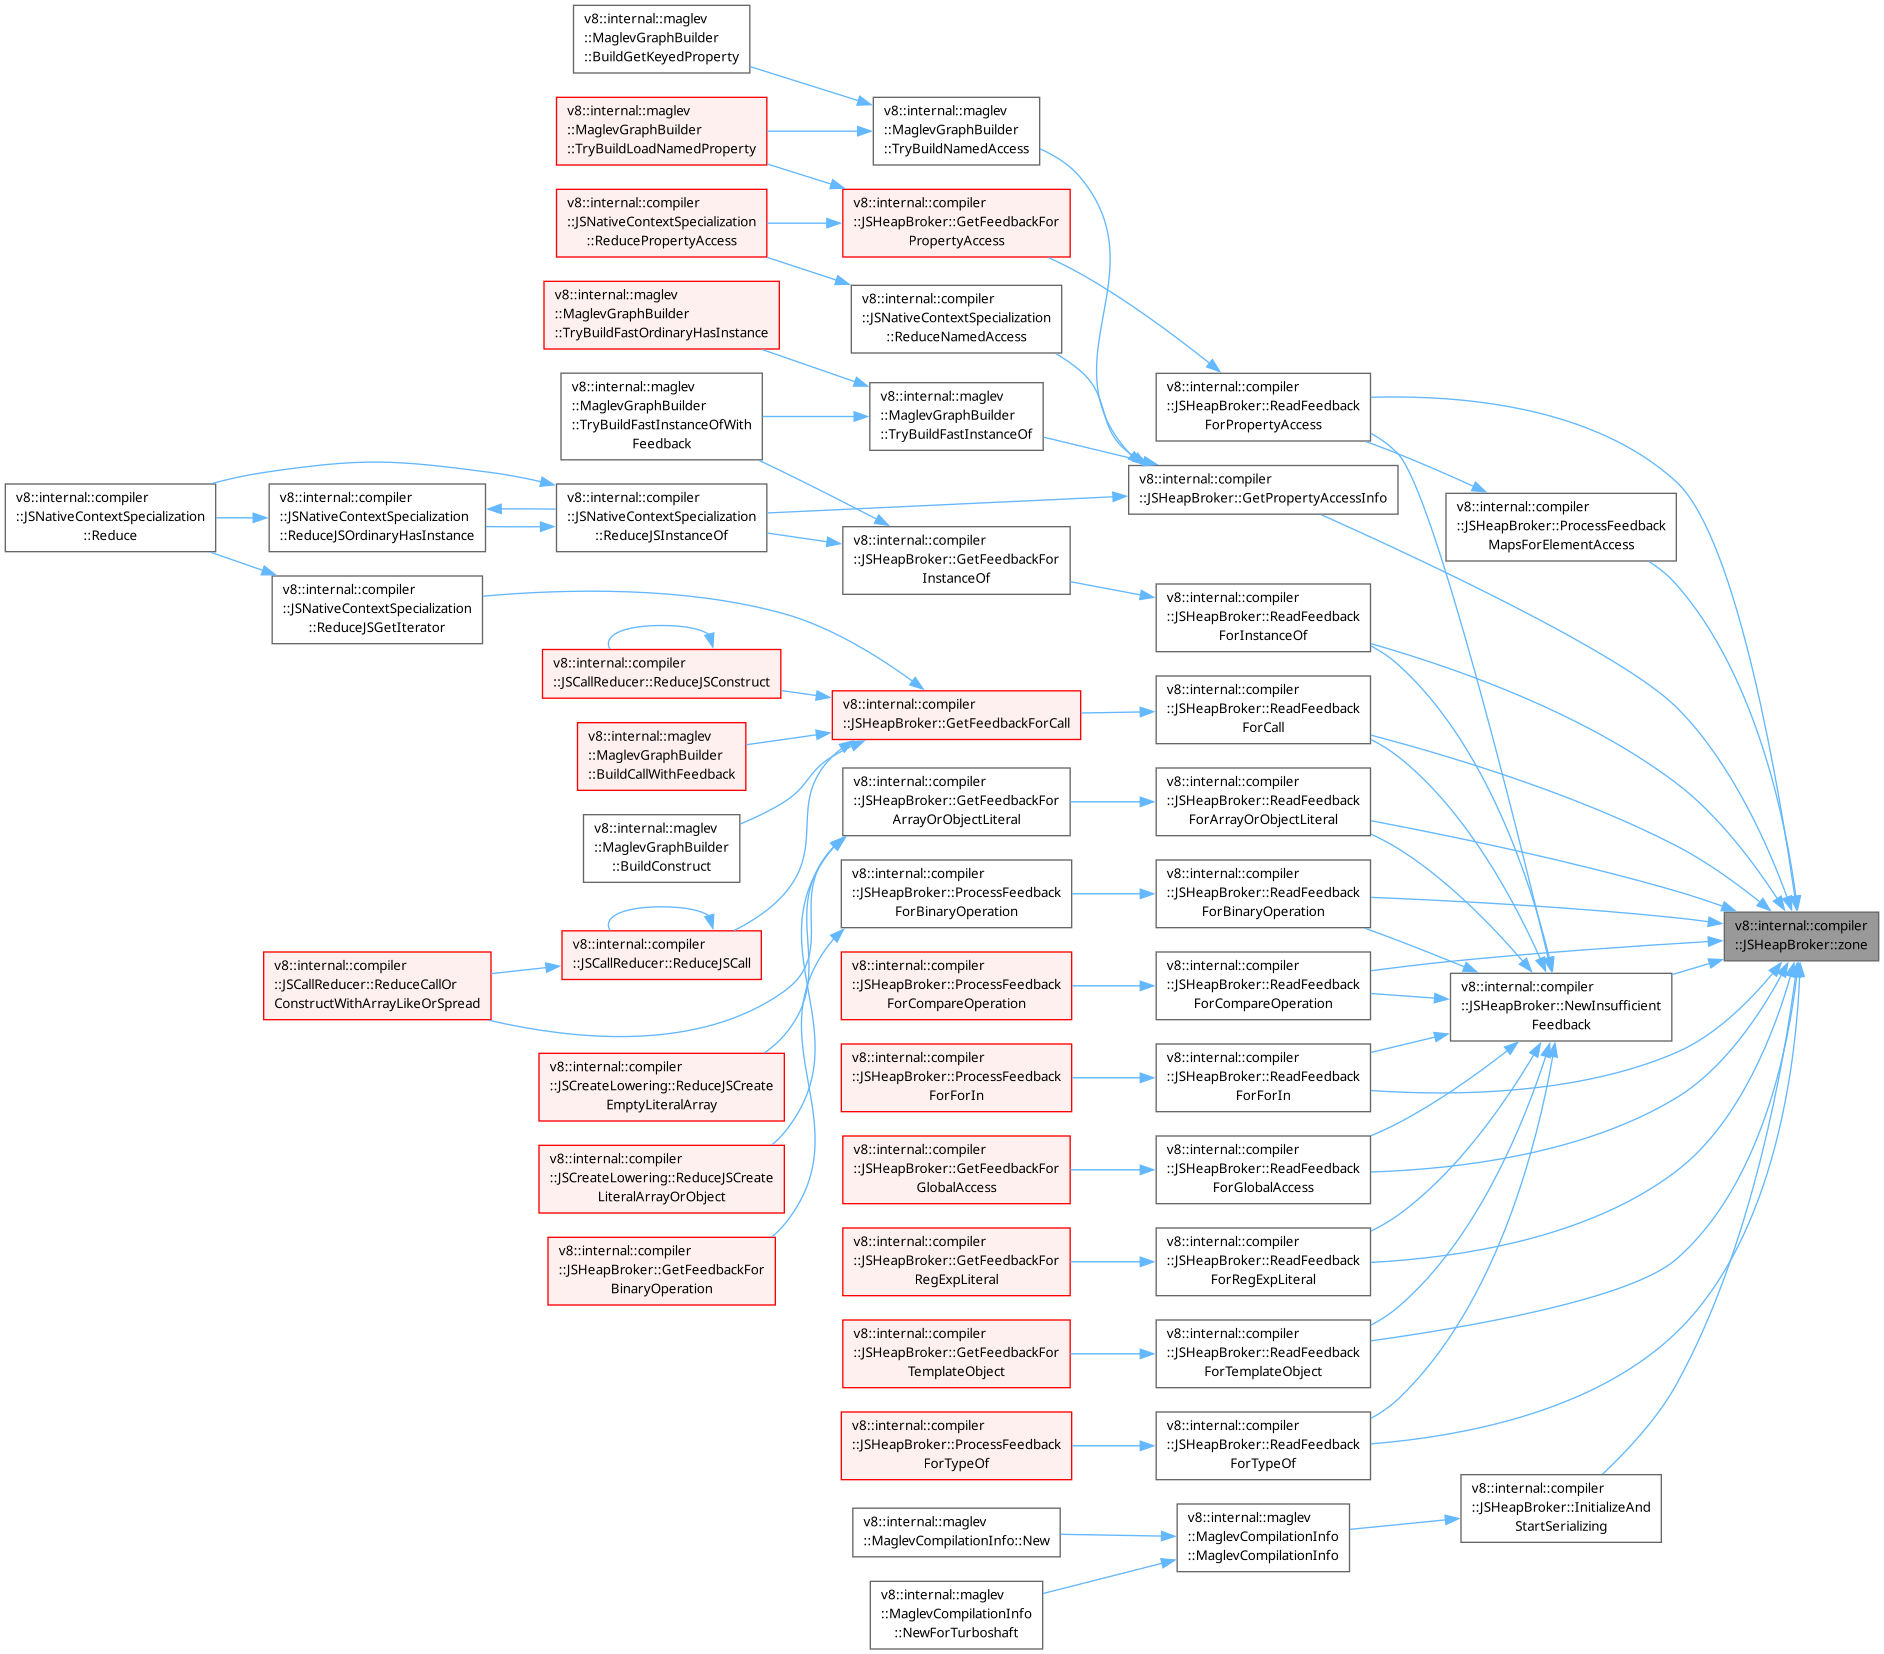 v8::internal::maglev
::MaglevGraphBuilder
::BuildGetKeyedProperty
v8::internal::maglev
::MaglevGraphBuilder
::TryBuildLoadNamedProperty
v8::internal::maglev
::MaglevGraphBuilder
::TryBuildNamedAccess
v8::internal::compiler
::JSNativeContextSpecialization
::ReducePropertyAccess
v8::internal::compiler
::JSHeapBroker::GetFeedbackFor
PropertyAccess
v8::internal::maglev
::MaglevGraphBuilder
::TryBuildFastOrdinaryHasInstance
v8::internal::compiler
::JSNativeContextSpecialization
::ReduceNamedAccess
v8::internal::maglev
::MaglevGraphBuilder
::TryBuildFastInstanceOfWith
Feedback
v8::internal::maglev
::MaglevGraphBuilder
::TryBuildFastInstanceOf
v8::internal::compiler
::JSHeapBroker::ReadFeedback
ForPropertyAccess
v8::internal::compiler
::JSHeapBroker::GetPropertyAccessInfo
v8::internal::compiler
::JSHeapBroker::ProcessFeedback
MapsForElementAccess
v8::internal::compiler
::JSNativeContextSpecialization
::Reduce
v8::internal::compiler
::JSNativeContextSpecialization
::ReduceJSOrdinaryHasInstance
v8::internal::compiler
::JSNativeContextSpecialization
::ReduceJSInstanceOf
v8::internal::compiler
::JSHeapBroker::GetFeedbackFor
InstanceOf
v8::internal::compiler
::JSNativeContextSpecialization
::ReduceJSGetIterator
v8::internal::compiler
::JSHeapBroker::ReadFeedback
ForInstanceOf
v8::internal::compiler
::JSCallReducer::ReduceJSConstruct
v8::internal::compiler
::JSHeapBroker::GetFeedbackForCall
v8::internal::compiler
::JSHeapBroker::ReadFeedback
ForCall
v8::internal::maglev
::MaglevGraphBuilder
::BuildCallWithFeedback
v8::internal::compiler
::JSHeapBroker::GetFeedbackFor
ArrayOrObjectLiteral
v8::internal::compiler
::JSHeapBroker::ReadFeedback
ForArrayOrObjectLiteral
v8::internal::maglev
::MaglevGraphBuilder
::BuildConstruct
v8::internal::compiler
::JSHeapBroker::ProcessFeedback
ForBinaryOperation
v8::internal::compiler
::JSHeapBroker::ReadFeedback
ForBinaryOperation
v8::internal::compiler
::JSHeapBroker::zone
v8::internal::compiler
::JSCallReducer::ReduceJSCall
v8::internal::compiler
::JSCallReducer::ReduceCallOr
ConstructWithArrayLikeOrSpread
v8::internal::compiler
::JSHeapBroker::ProcessFeedback
ForCompareOperation
v8::internal::compiler
::JSHeapBroker::ReadFeedback
ForCompareOperation
v8::internal::compiler
::JSHeapBroker::NewInsufficient
Feedback
v8::internal::compiler
::JSCreateLowering::ReduceJSCreate
EmptyLiteralArray
v8::internal::compiler
::JSHeapBroker::ProcessFeedback
ForForIn
v8::internal::compiler
::JSHeapBroker::ReadFeedback
ForForIn
v8::internal::compiler
::JSCreateLowering::ReduceJSCreate
LiteralArrayOrObject
v8::internal::compiler
::JSHeapBroker::GetFeedbackFor
GlobalAccess
v8::internal::compiler
::JSHeapBroker::ReadFeedback
ForGlobalAccess
v8::internal::compiler
::JSHeapBroker::GetFeedbackFor
BinaryOperation
v8::internal::compiler
::JSHeapBroker::GetFeedbackFor
RegExpLiteral
v8::internal::compiler
::JSHeapBroker::ReadFeedback
ForRegExpLiteral
v8::internal::compiler
::JSHeapBroker::GetFeedbackFor
TemplateObject
v8::internal::compiler
::JSHeapBroker::ReadFeedback
ForTemplateObject
v8::internal::compiler
::JSHeapBroker::ProcessFeedback
ForTypeOf
v8::internal::compiler
::JSHeapBroker::ReadFeedback
ForTypeOf
v8::internal::compiler
::JSHeapBroker::InitializeAnd
StartSerializing
v8::internal::maglev
::MaglevCompilationInfo::New
v8::internal::maglev
::MaglevCompilationInfo
::MaglevCompilationInfo
v8::internal::maglev
::MaglevCompilationInfo
::NewForTurboshaft